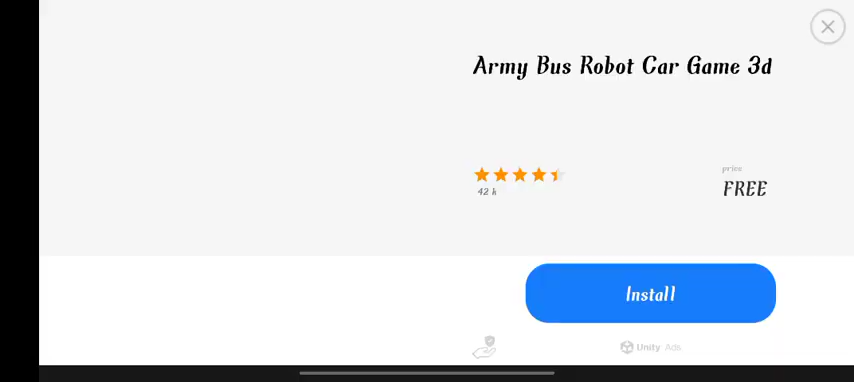 Army Bus Robot Car Game 3d
price
42 k
FREE
Install
Unity Ads